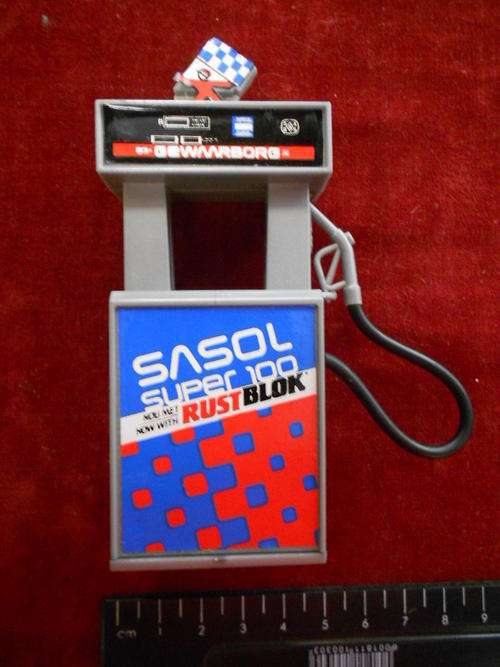 93- GEWAARBORG
SASOL
super 100
NOU MET
NOW WITH
RUSTBLOK
cm 1 2 3 4 5 6 7 8 9